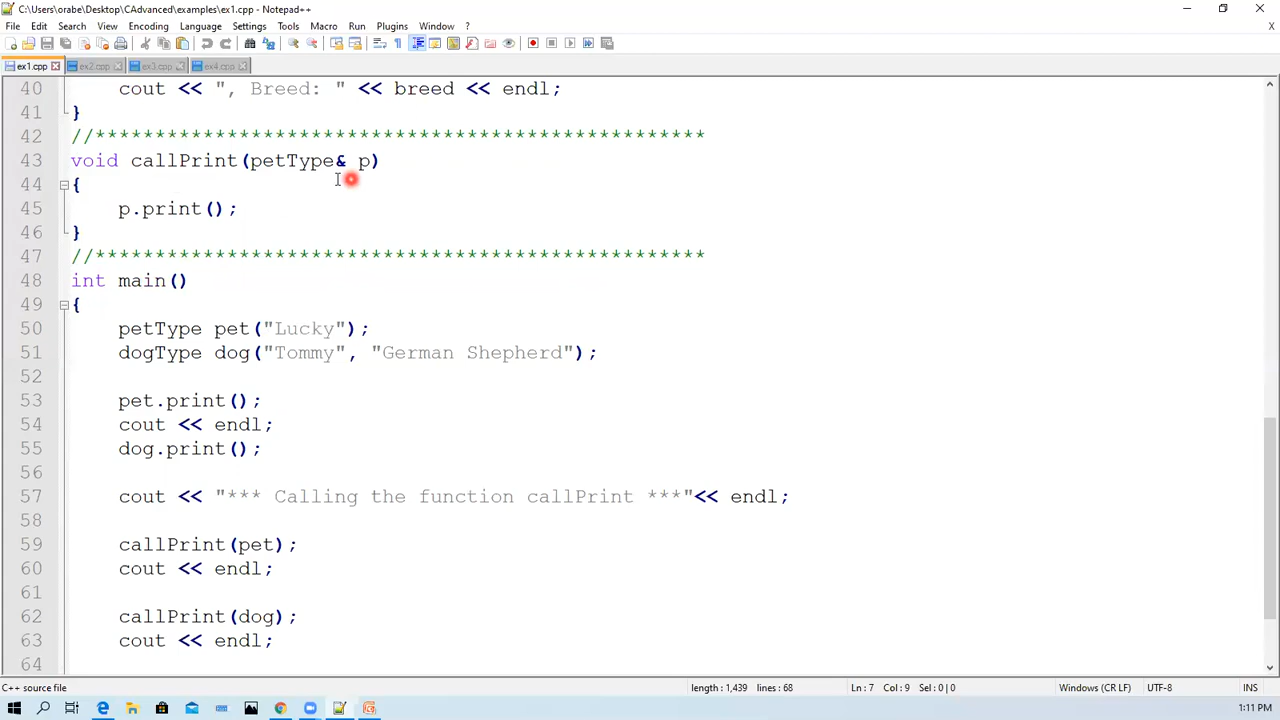 C:\Users\orabe\Desktop\CAdvanced\examples\ex1.cpp - Notepad++
File Edit Search View Encoding Language Settings Tools Macro Run Plugins Window ?
X
ex1.cpp ex2.cpp ex3.cpp ex4.cpp
40 cout << ", Breed: " << breed << endl;
41 }
42 //***************************************************
43 void callPrint(petType& p)
44 {
45 p.print();
46 }
47 //***************************************************
48 int main()
49 {
50 petType pet("Lucky");
51 dogType dog("Tommy", "German Shepherd");
52
53 pet.print();
54 cout << endl;
55 dog.print();
56
57 cout << "*** Calling the function callPrint ***"<< endl;
58
59 callPrint(pet);
60 cout << endl;
61
62 callPrint(dog);
63 cout << endl;
64
C++ source file length : 1,439 lines : 68 Ln : 7 Col : 9 Sel : 0 | 0 Windows (CR LF) UTF-8 INS
1:11 PM